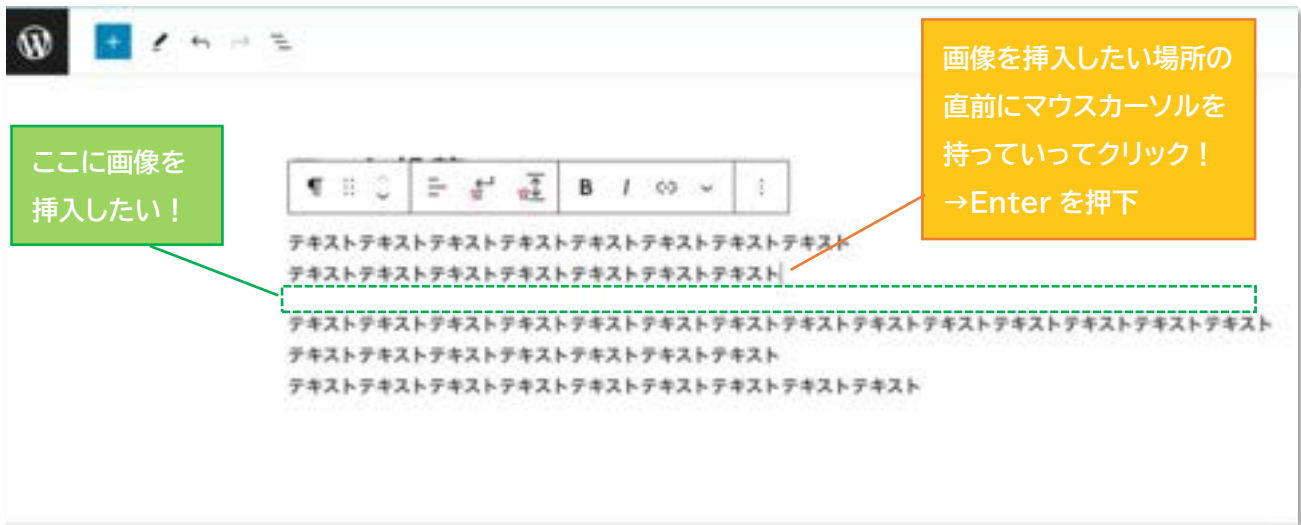 ここに画像を
挿入したい！
画像を挿入したい場所の
直前にマウスカーソルを
持っていってクリック！
→Enter を押下
B I
テキストテキストテキストテキストテキストテキストテキストテキスト
テキストテキストテキストテキストテキストテキストテキスト
テキストテキストテキストテキストテキストテキストテキストテキストテキストテキストテキストテキストテキストテキスト
テキストテキストテキストテキストテキストテキストテキスト
テキストテキストテキストテキストテキストテキストテキストテキストテキスト